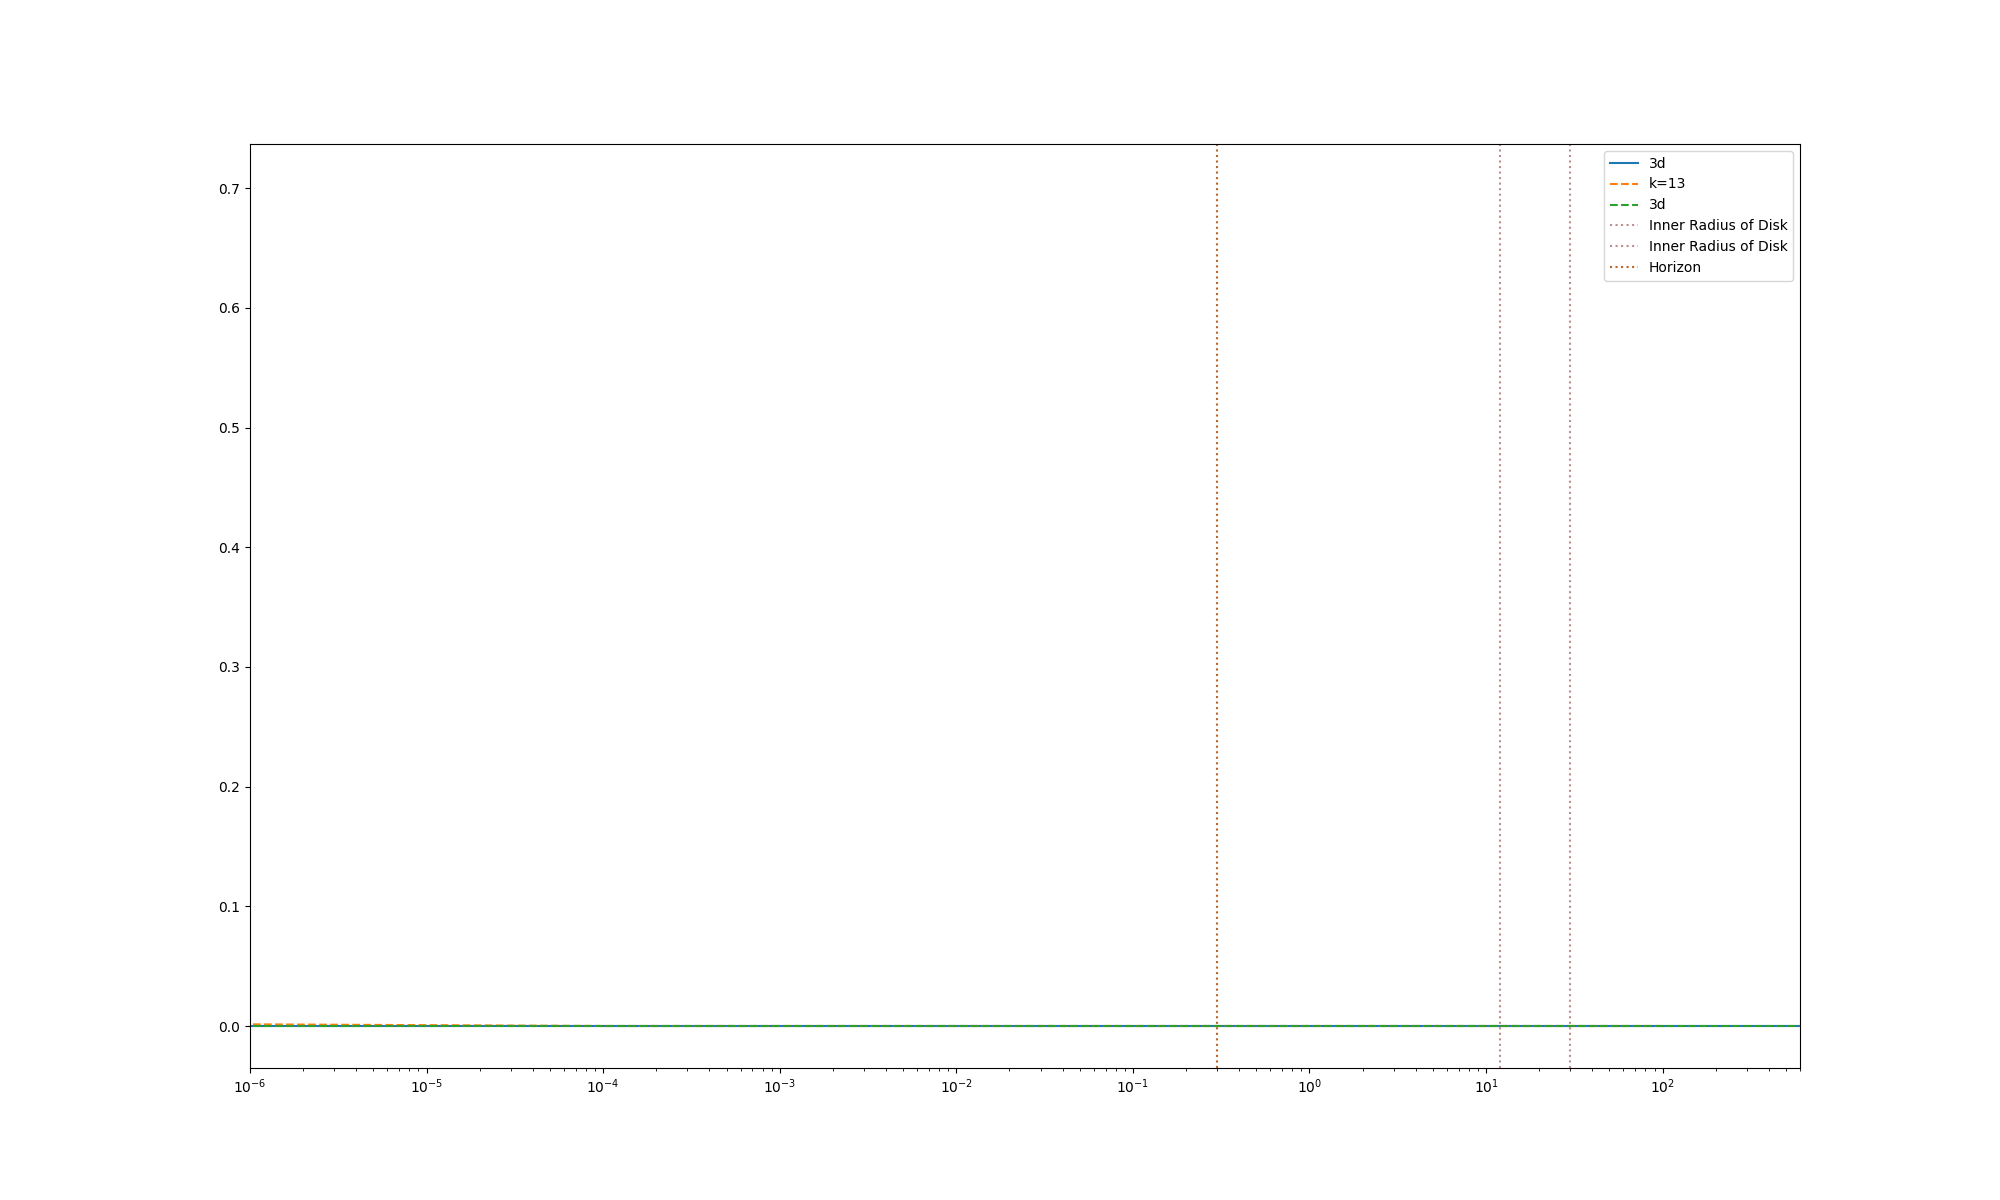 0.7
0.6
0.5
0.4
0.3
0.2
0.1
0.0
3d
k=13
3d
Inner Radius of Disk
Inner Radius of Disk
Horizon
10⁻⁶ 10⁻⁵ 10⁻⁴ 10⁻³ 10⁻² 10⁻¹ 10⁰ 10¹ 10²